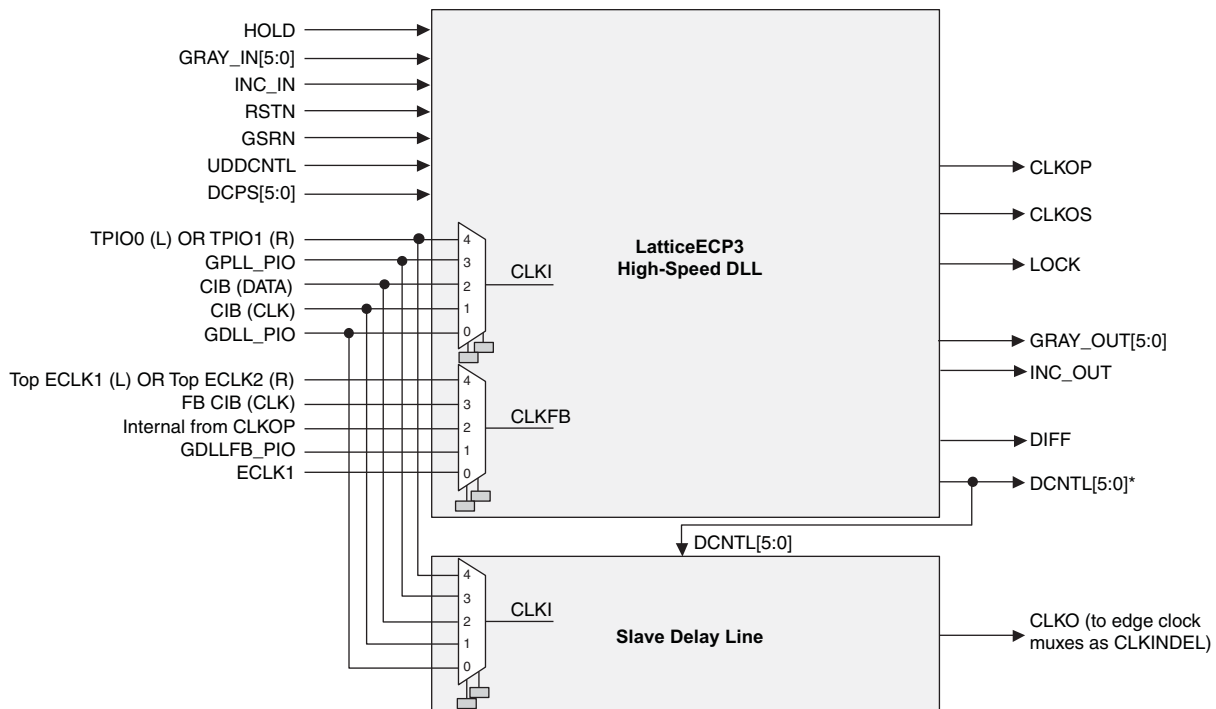 HOLD
GRAY_IN[5:0]
INC_IN
RSTN
GSRN
UDDCNTL
DCPS[5:0]
TPIO0 (L) OR TPIO1 (R)
GPLL_PIO
CIB (DATA)
CIB (CLK)
GDLL_PIO
4
3
2
1
0
CLKI
Top ECLK1 (L) OR Top ECLK2 (R)
FB CIB (CLK)
Internal from CLKOP
GDLLFB_PIO
ECLK1
4
3
2
1
0
CLKFB
LatticeECP3
High-Speed DLL
CLKOP
CLKOS
LOCK
GRAY_OUT[5:0]
INC_OUT
DIFF
DCNTL[5:0]*
DCNTL[5:0]
4
3
2
1
0
CLKI
Slave Delay Line
CLKO (to edge clock
muxes as CLKINDEL)